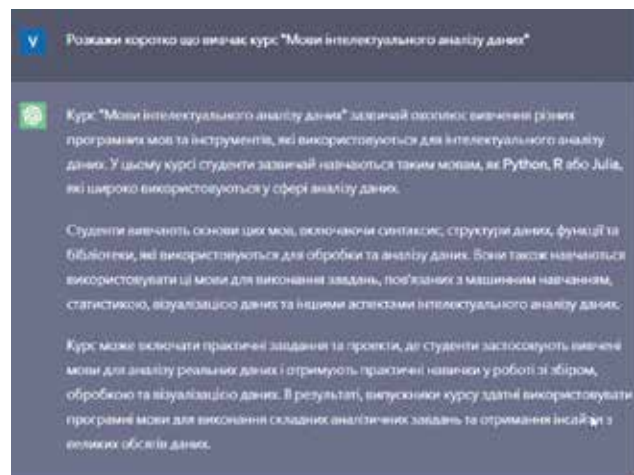 V
Розкажи коротко що вивчає курс "Мови інтелектуального аналізу даних"
Курс "Мови інтелектуального аналізу даних" зазвичай охоплює вивчення різних
програмних мов та інструментів, які використовуються для інтелектуального аналізу
даних. У цьому курсі студенти зазвичай навчаються таким мовам, як Python, R або Julia,
які широко використовуються у сфері аналізу даних.
Студенти вивчають основи цих мов, включаючи синтаксис, структури даних, функції та
бібліотеки, які використовуються для обробки та аналізу даних. Вони також навчаються
використовувати ці мови для виконання завдань, пов'язаних з машинним навчанням,
статистикою, візуалізацією даних та іншими аспектами інтелектуального аналізу даних.
Курс може включати практичні завдання та проекти, де студенти застосовують вивчені
мови для аналізу реальних даних і отримують практичні навички у роботі зі збіром,
обробкою та візуалізацією даних. В результаті, випускники курсу здатні використовувати
програмні мови для виконання складних аналітичних завдань та отримання інсайтів з
великих обсягів даних.